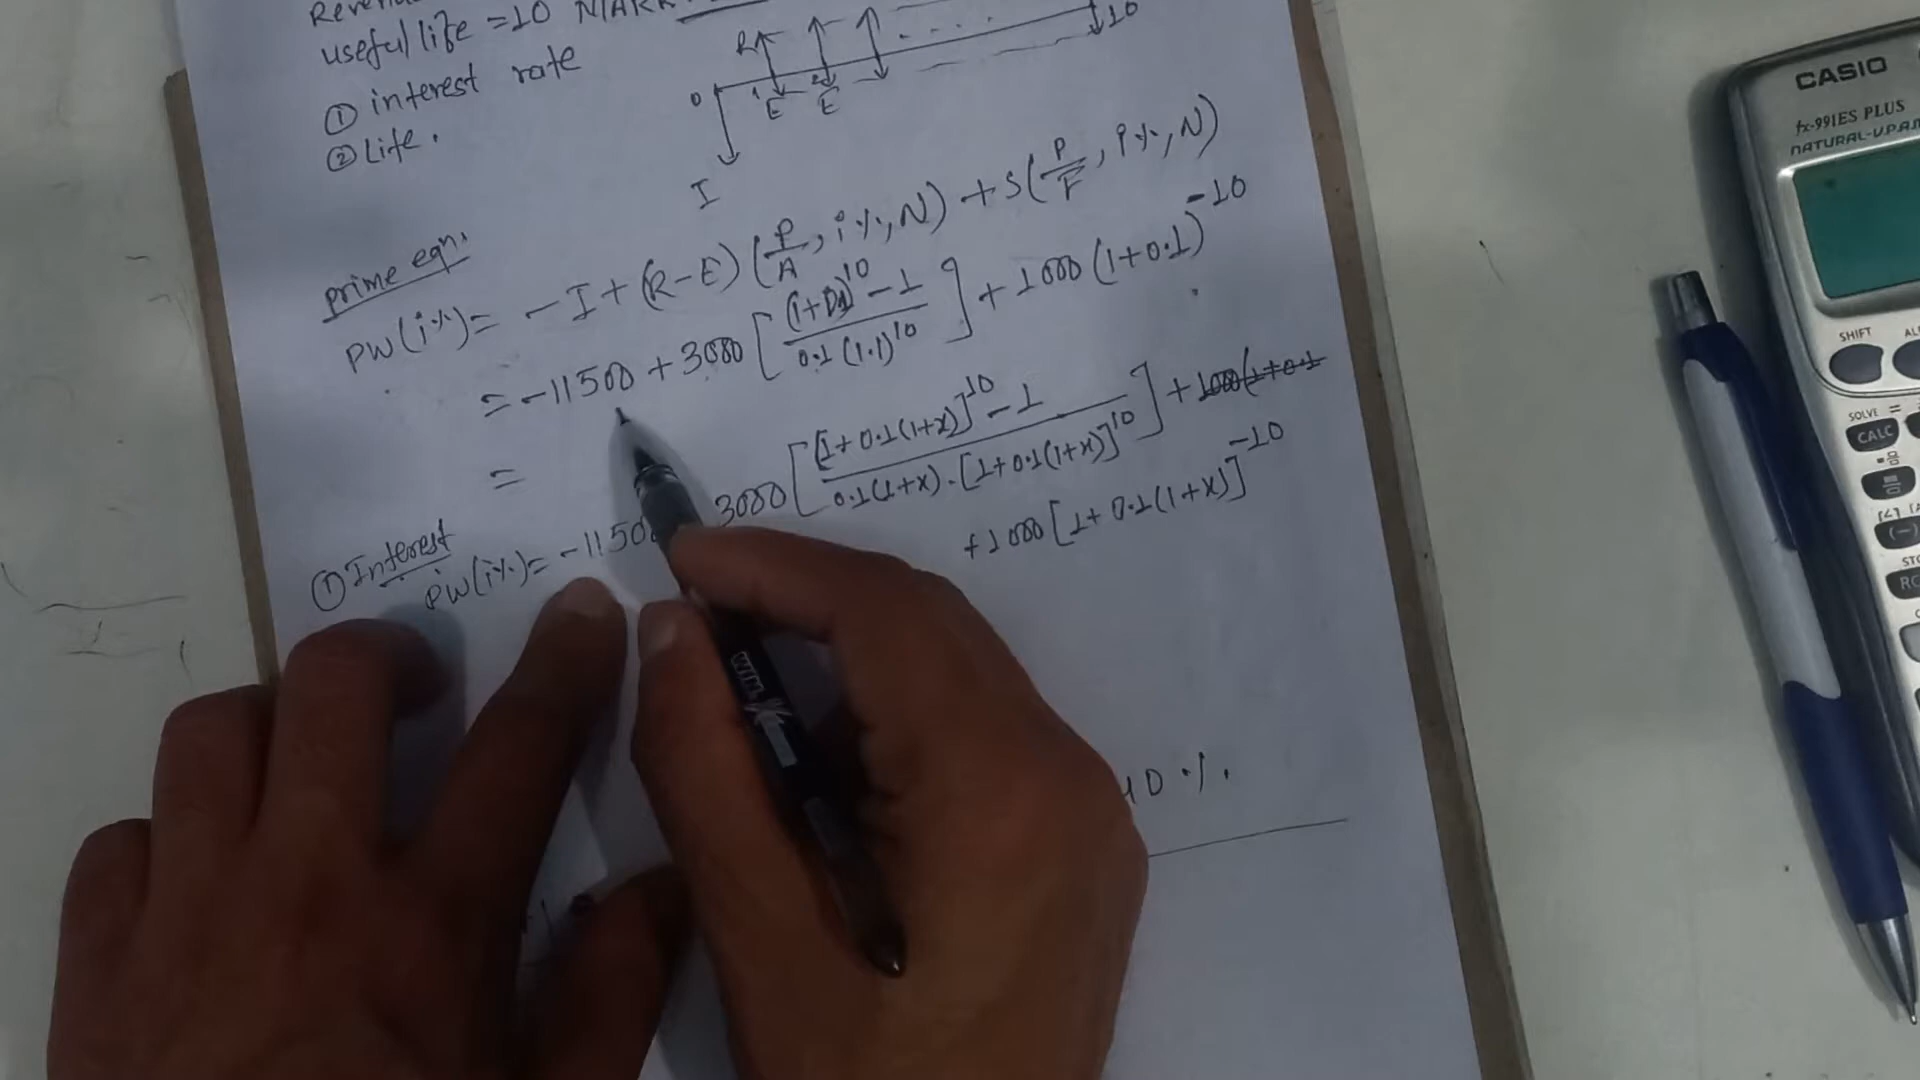 useful life = 10
① interest rate
② Life.
R
0 1 2 10
E E
I
prime eqn.
PW(i%) = -I + (R-E) (P/A, i%, N) + S(P/F, i%, N)
= -11500 + 3000 [(1+0.1)^10 - 1 / 0.1(1.1)^10] + 1000 (1+0.1)^-10
=
① Interest
PW(i%) = -11500 3000 [[1+0.1(1+x)]^10 - 1 / 0.1(1+x).[1+0.1(1+x)]^10] + 1000(1+0.1
+1000 [1+0.1(1+x)]^-10
40 %.
CASIO
fx-991ES PLUS
NATURAL-V.P.A.M
SHIFT
SOLVE =
CALC
(-)